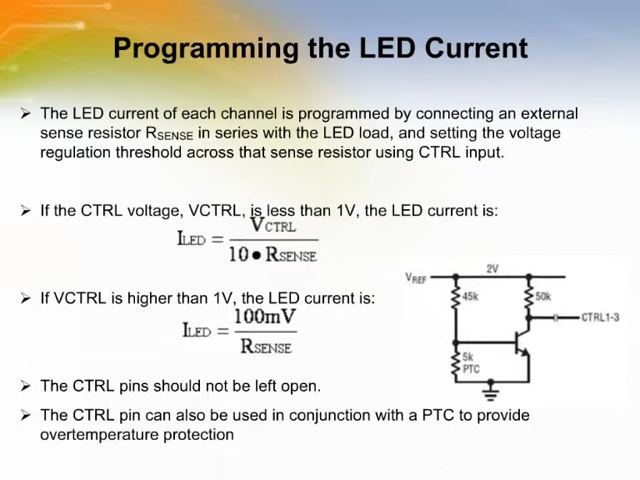 Programming the LED Current
➢ The LED current of each channel is programmed by connecting an external
sense resistor RSENSE in series with the LED load, and setting the voltage
regulation threshold across that sense resistor using CTRL input.
➢ If the CTRL voltage, VCTRL, is less than 1V, the LED current is:
ILED = VCTRL / 10 • RSENSE
➢ If VCTRL is higher than 1V, the LED current is:
ILED = 100mV / RSENSE
VREF 2V
45k 50k
CTRL1-3
5k
PTC
➢ The CTRL pins should not be left open.
➢ The CTRL pin can also be used in conjunction with a PTC to provide
overtemperature protection